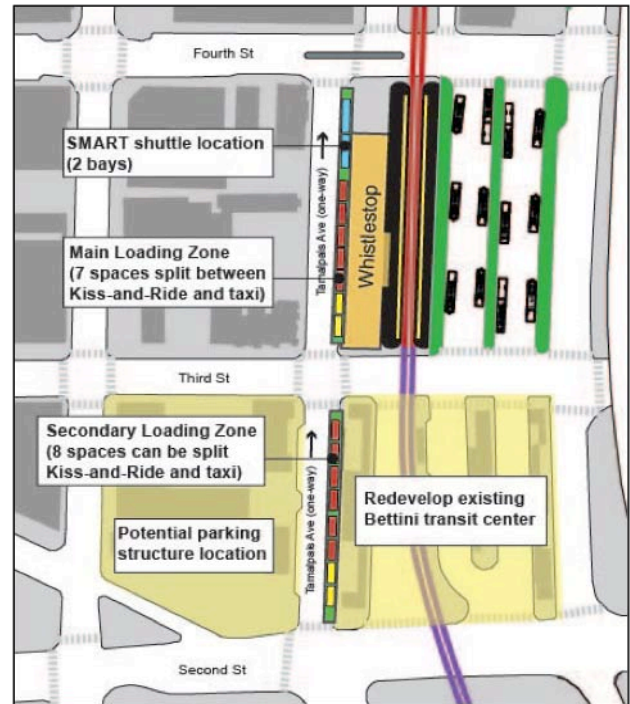 Fourth St
SMART shuttle location
(2 bays)
Tamalpais Ave (one-way)
Whistlestop
Main Loading Zone
(7 spaces split between
Kiss-and-Ride and taxi)
Third St
Secondary Loading Zone
(8 spaces can be split
Kiss-and-Ride and taxi)
Tamalpais Ave (one-way)
Redevelop existing
Bettini transit center
Potential parking
structure location
Second St